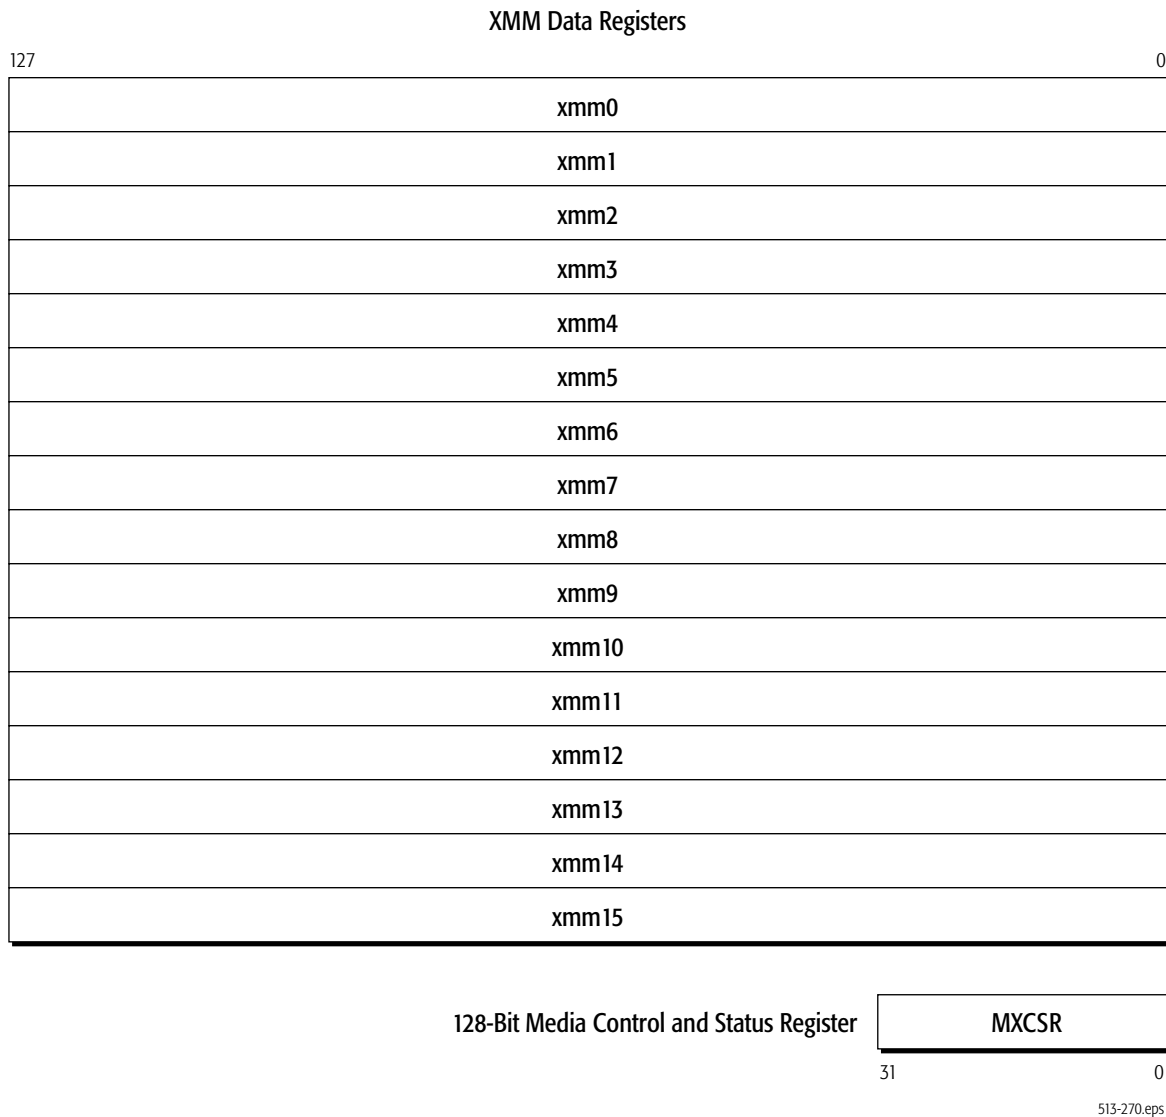 XMM Data Registers
127 0
xmm0
xmm1
xmm2
xmm3
xmm4
xmm5
xmm6
xmm7
xmm8
xmm9
xmm10
xmm11
xmm12
xmm13
xmm14
xmm15
128-Bit Media Control and Status Register MXCSR
31 0
513-270.eps